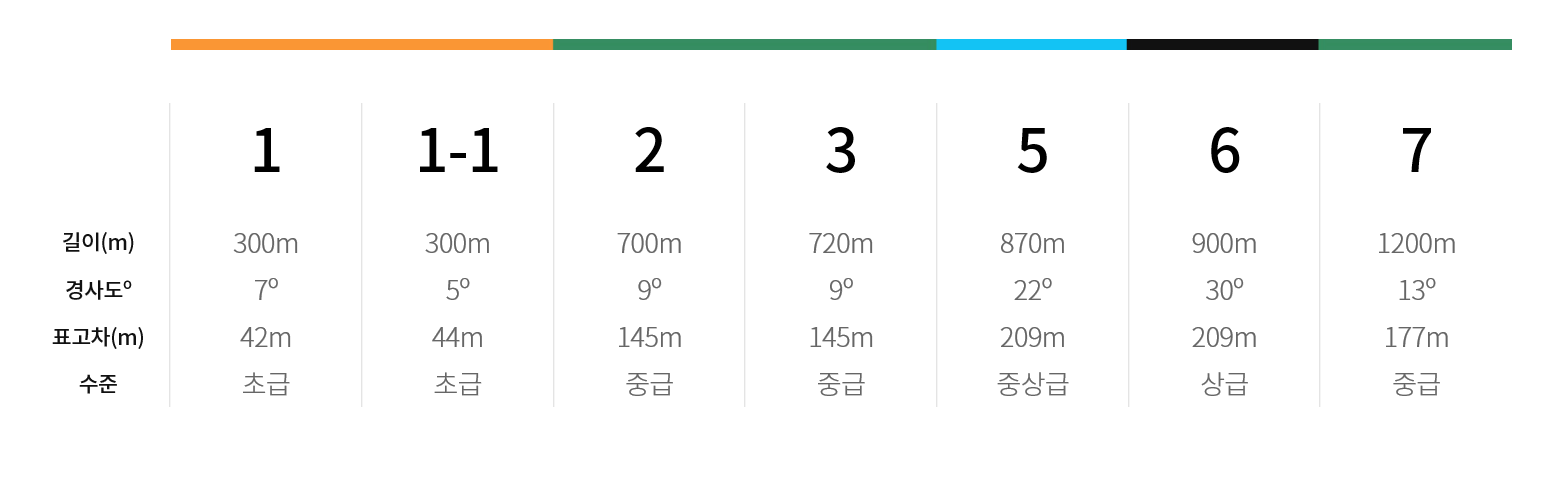 1 1-1 2 3 5 6 7
길이(m) 300m 300m 700m 720m 870m 900m 1200m
경사도º 7º 5º 9º 9º 22º 30º 13º
표고차(m) 42m 44m 145m 145m 209m 209m 177m
수준 초급 초급 중급 중급 중상급 상급 중급